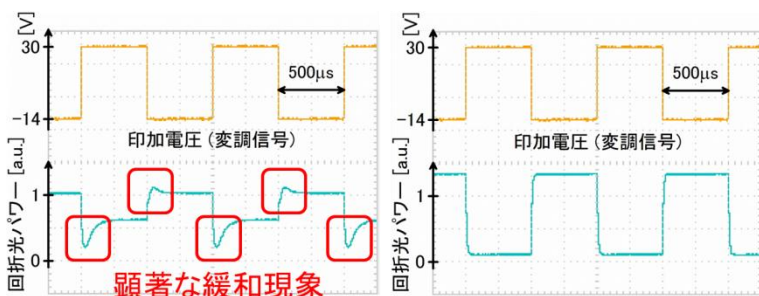 [V]
30
500μs
-14
印加電圧 (変調信号)
回折光パワー [a.u.]
1
0
顕著な緩和現象
[V]
30
500μs
-14
印加電圧 (変調信号)
回折光パワー [a.u.]
1
0